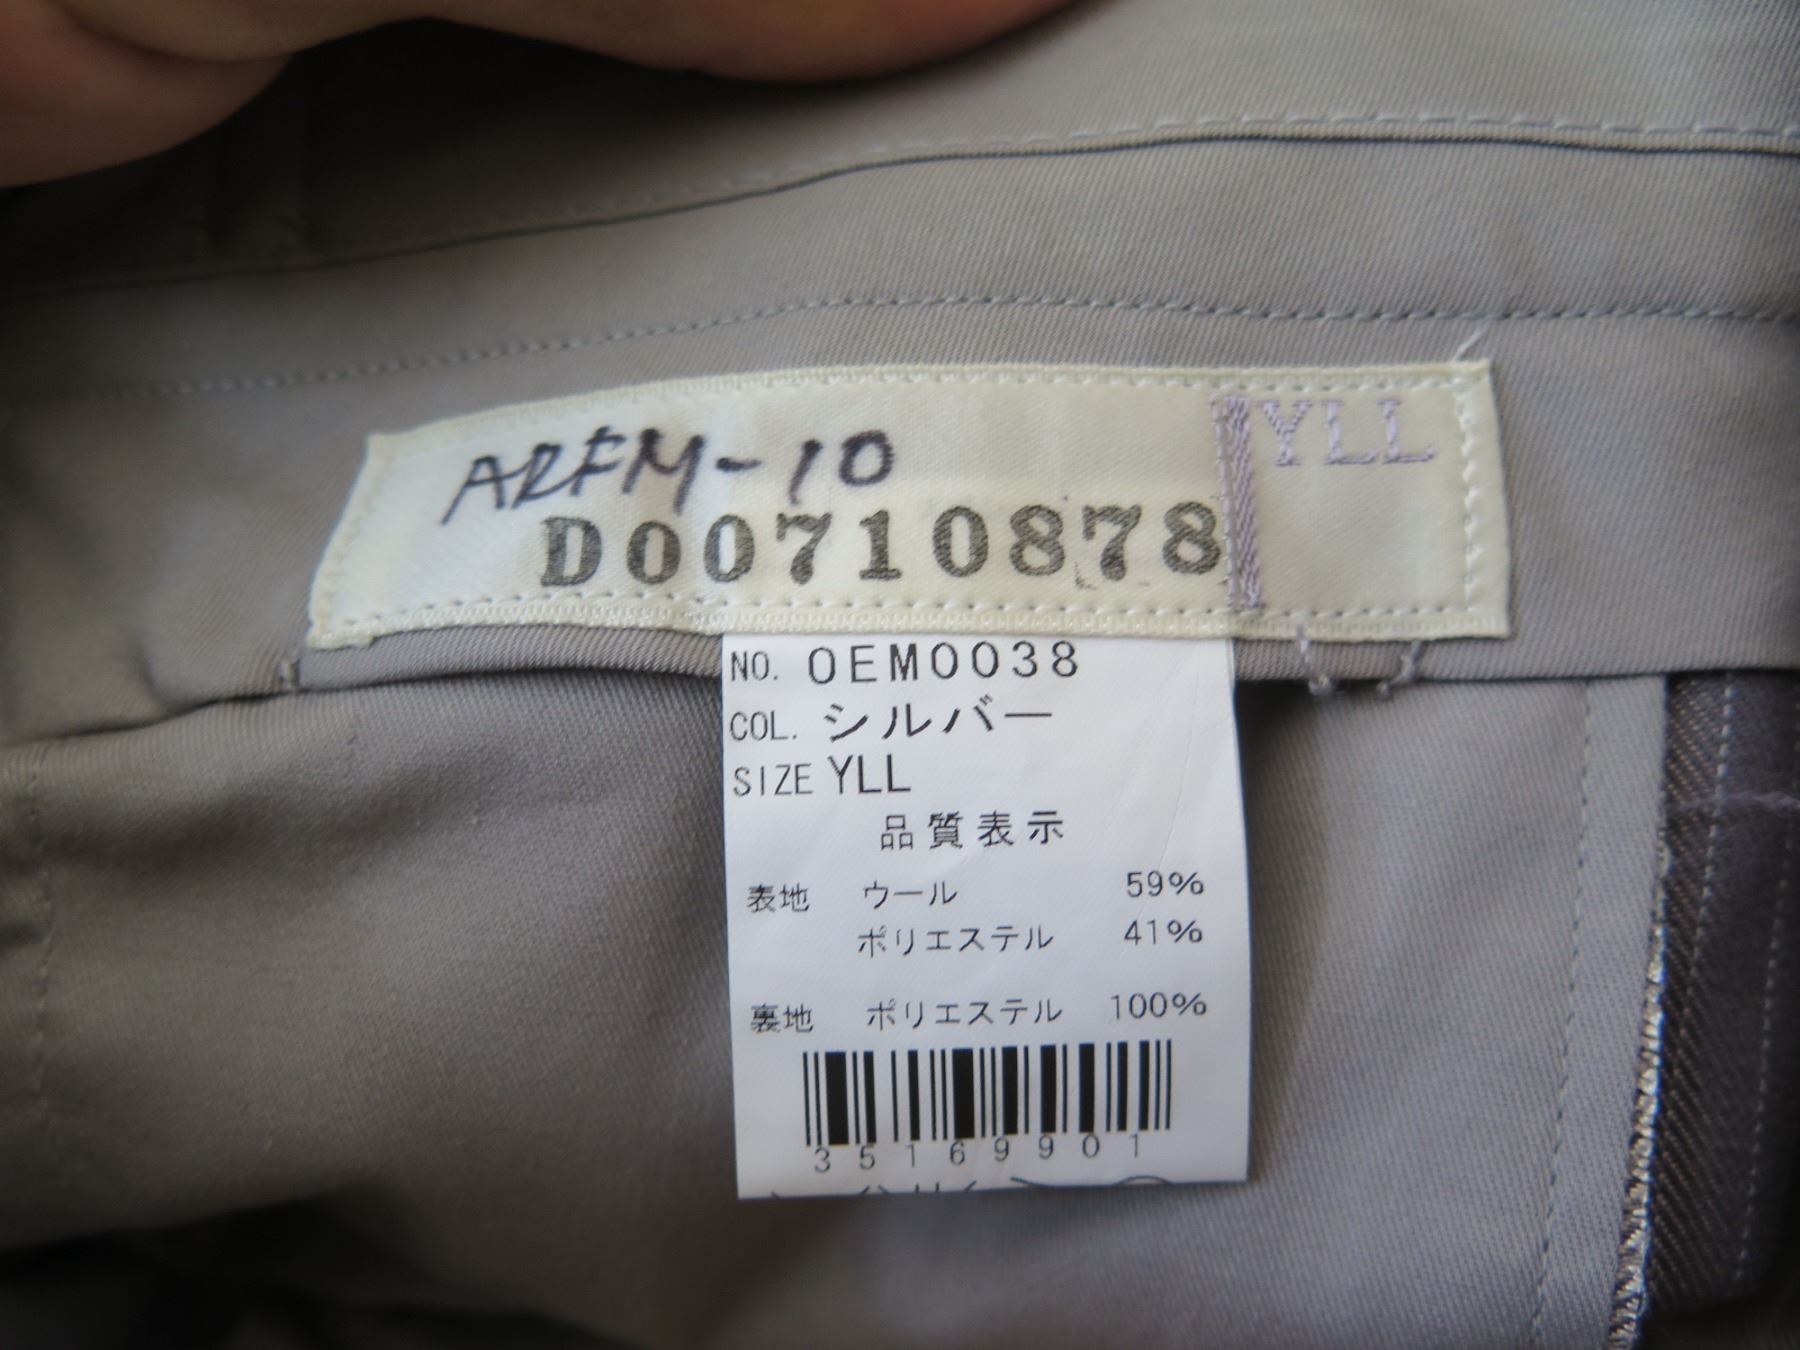 ARFM-10
YLL
D00710878
NO. OEM0038
COL. シルバー
SIZE YLL
品質表示
表地 ウール 59%
ポリエステル 41%
裏地 ポリエステル 100%
35169901